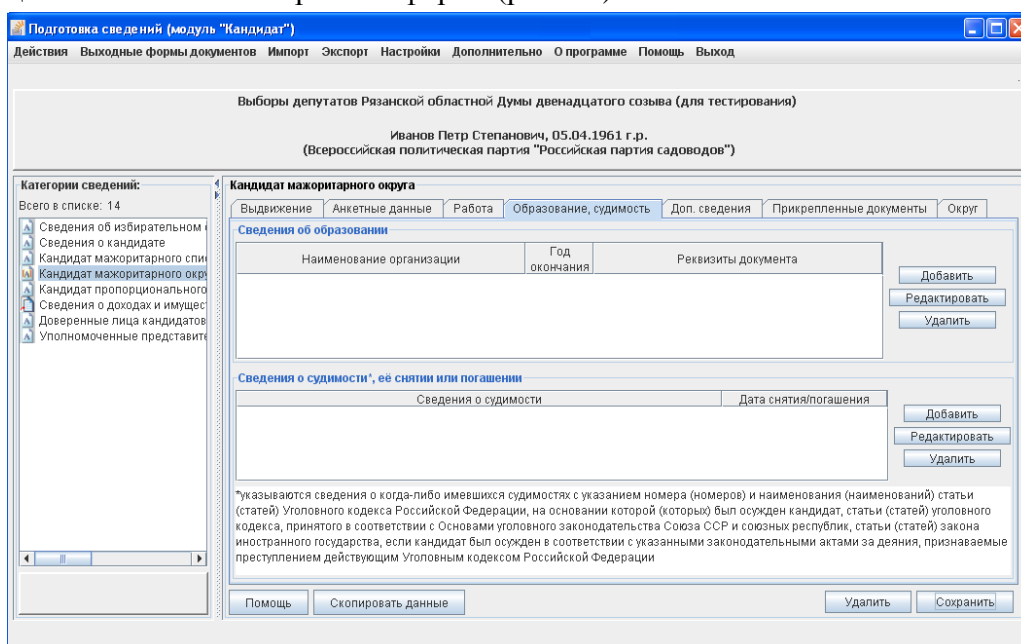 Подготовка сведений (модуль "Кандидат")
Действия Выходные формы документов Импорт Экспорт Настройки Дополнительно О программе Помощь Выход
Выборы депутатов Рязанской областной Думы двенадцатого созыва (для тестирования)
Иванов Петр Степанович, 05.04.1961 г.р.
(Всероссийская политическая партия "Российская партия садоводов")
Категории сведений:
Всего в списке: 14
Сведения об избирательном
Сведения о кандидате
Кандидат мажоритарного спи
Кандидат мажоритарного окру
Кандидат пропорционального
Сведения о доходах и имущес
Доверенные лица кандидатов
Уполномоченные представите
Кандидат мажоритарного округа
Выдвижение Анкетные данные Работа Образование, судимость Доп. сведения Прикрепленные документы Округ
Сведения об образовании
Наименование организации Год окончания Реквизиты документа
Добавить
Редактировать
Удалить
Сведения о судимости*, её снятии или погашении
Сведения о судимости Дата снятия/погашения
Добавить
Редактировать
Удалить
*указываются сведения о когда-либо имевшихся судимостях с указанием номера (номеров) и наименования (наименований) статьи
(статей) Уголовного кодекса Российской Федерации, на основании которой (которых) был осужден кандидат, статьи (статей) уголовного
кодекса, принятого в соответствии с Основами уголовного законодательства Союза ССР и союзных республик, статьи (статей) закона
иностранного государства, если кандидат был осужден в соответствии с указанными законодательными актами за деяния, признаваемые
преступлением действующим Уголовным кодексом Российской Федерации
Помощь Скопировать данные Удалить Сохранить